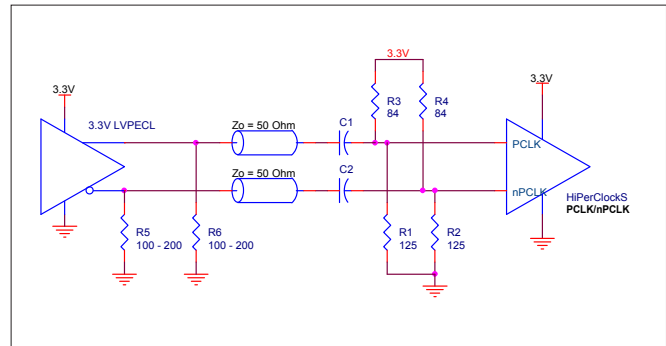 3.3V
3.3V
3.3V
3.3V LVPECL
R3
84
R4
84
Zo = 50 Ohm
C1
PCLK
Zo = 50 Ohm
C2
nPCLK
HiPerClockS
PCLK/nPCLK
R5
100 - 200
R6
100 - 200
R1
125
R2
125